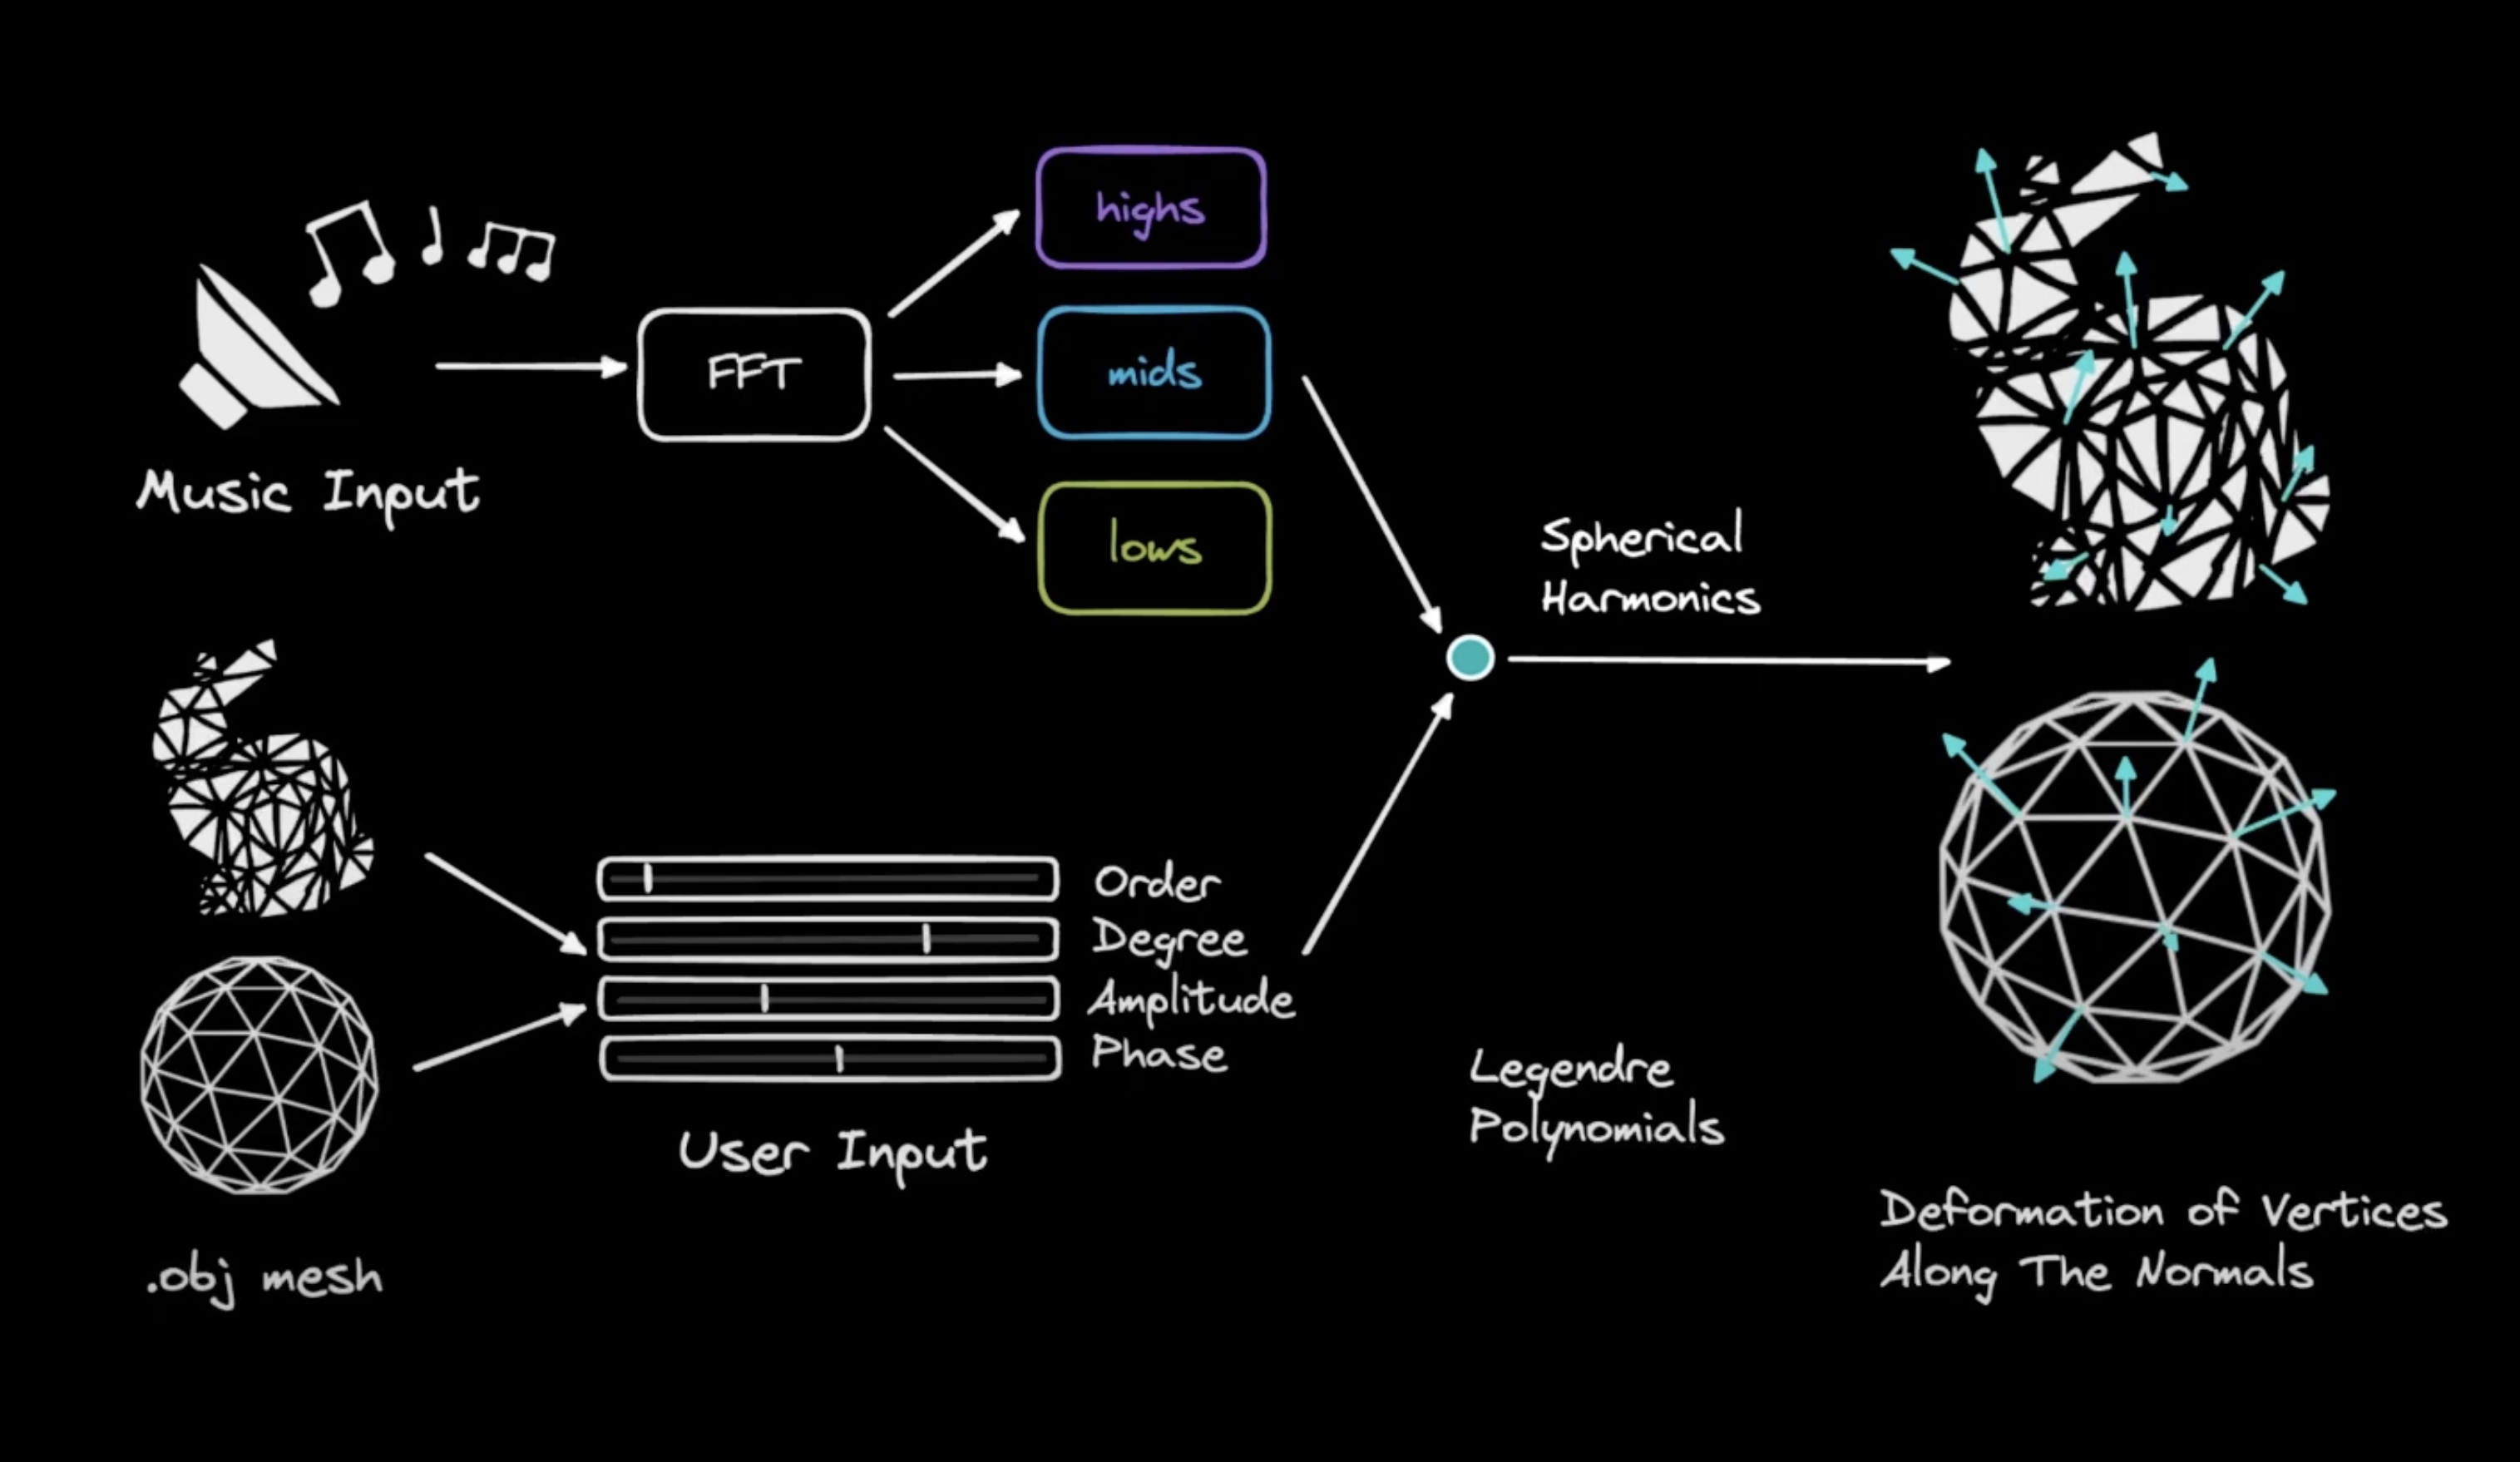 highs
FFT
mids
Music Input
lows
Spherical
Harmonics
Order
Degree
Amplitude
Phase
User Input
Legendre
Polynomials
.obj mesh
Deformation of Vertices
Along The Normals